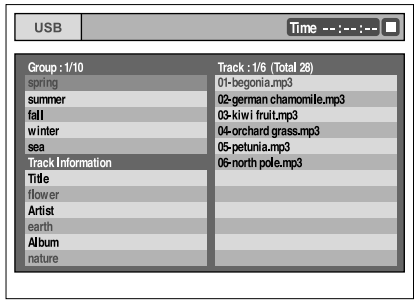 USB
Time --:--:--
Group : 1/10
spring
summer
fall
winter
sea
Track Information
Title
flower
Artist
earth
Album
nature
Track : 1/6 (Total 28)
01-begonia.mp3
02-german chamomile.mp3
03-kiwi fruit.mp3
04-orchard grass.mp3
05-petunia.mp3
06-north pole.mp3